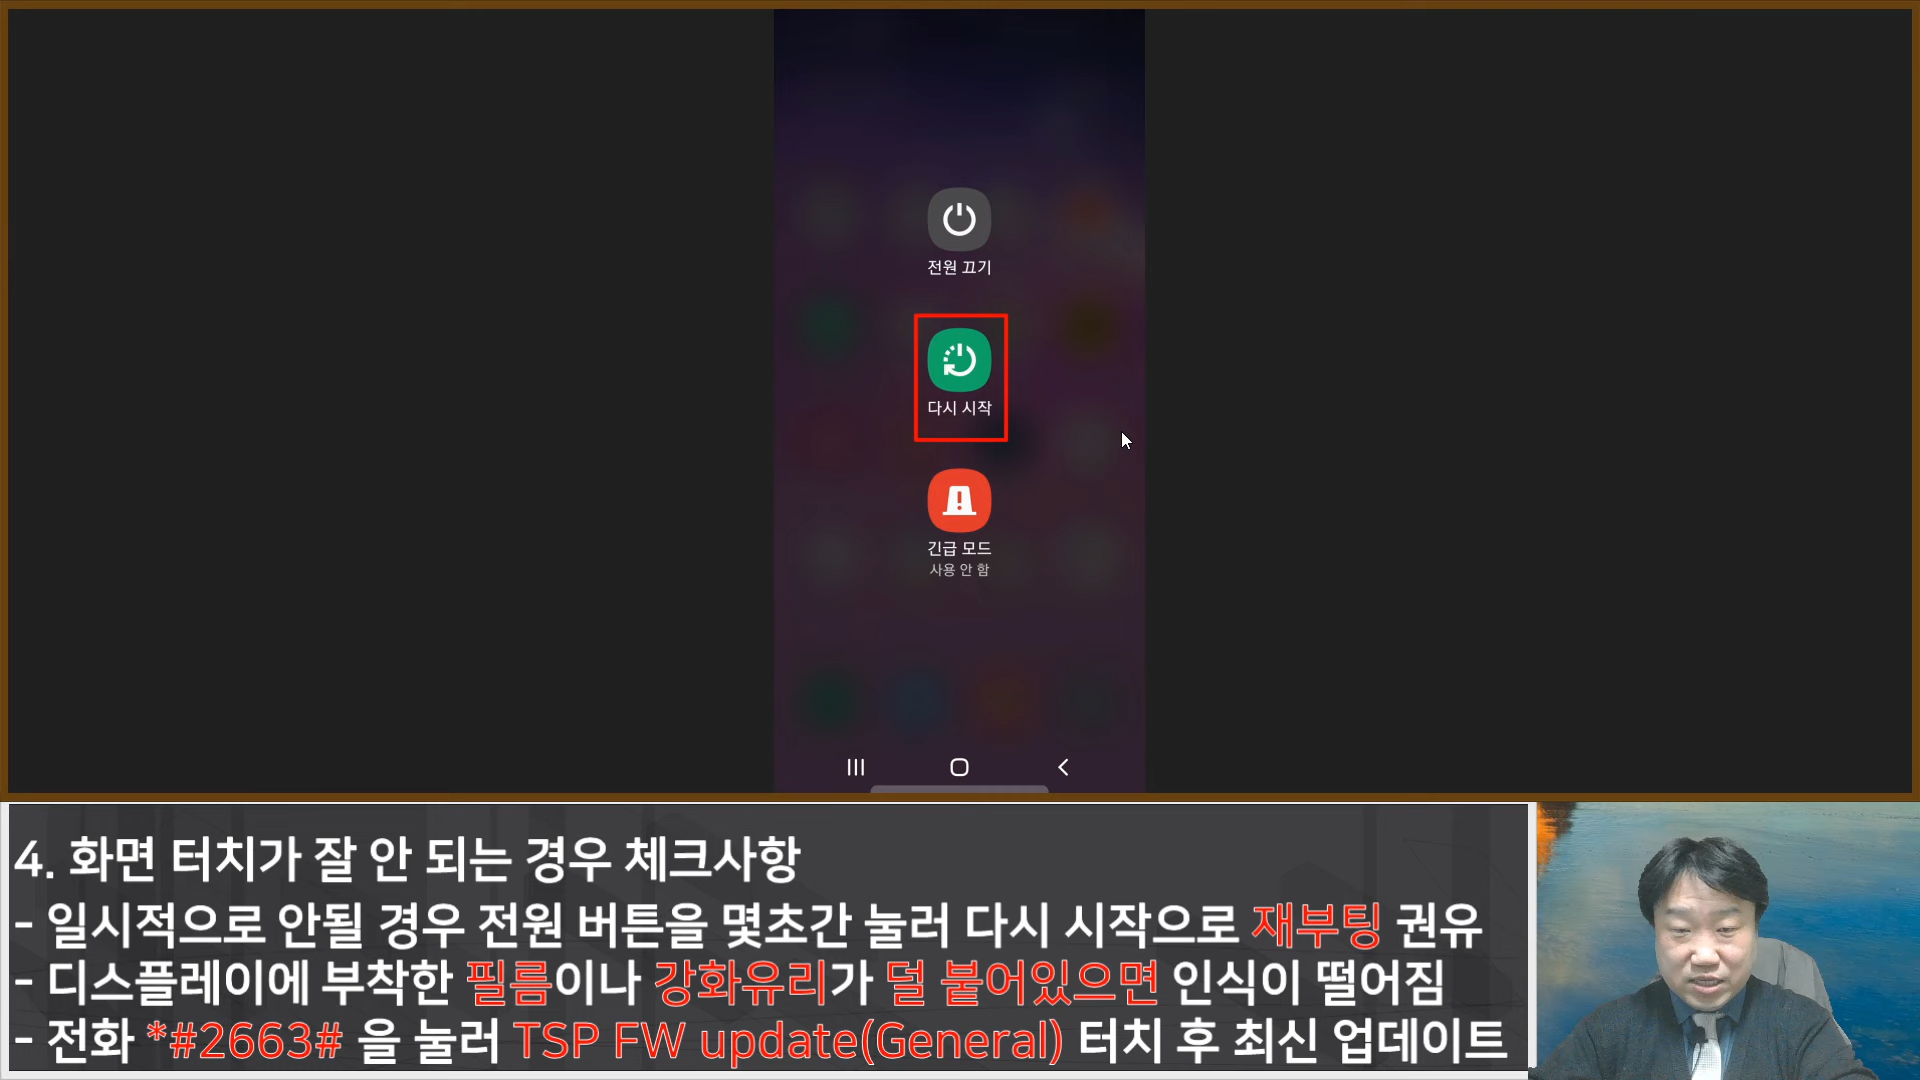 전원 끄기
다시 시작
긴급 모드
사용 안 함
4. 화면 터치가 잘 안 되는 경우 체크사항
- 일시적으로 안될 경우 전원 버튼을 몇초간 눌러 다시 시작으로 재부팅 권유
- 디스플레이에 부착한 필름이나 강화유리가 덜 붙어있으면 인식이 떨어짐
- 전화 *#2663# 을 눌러 TSP FW update(General) 터치 후 최신 업데이트